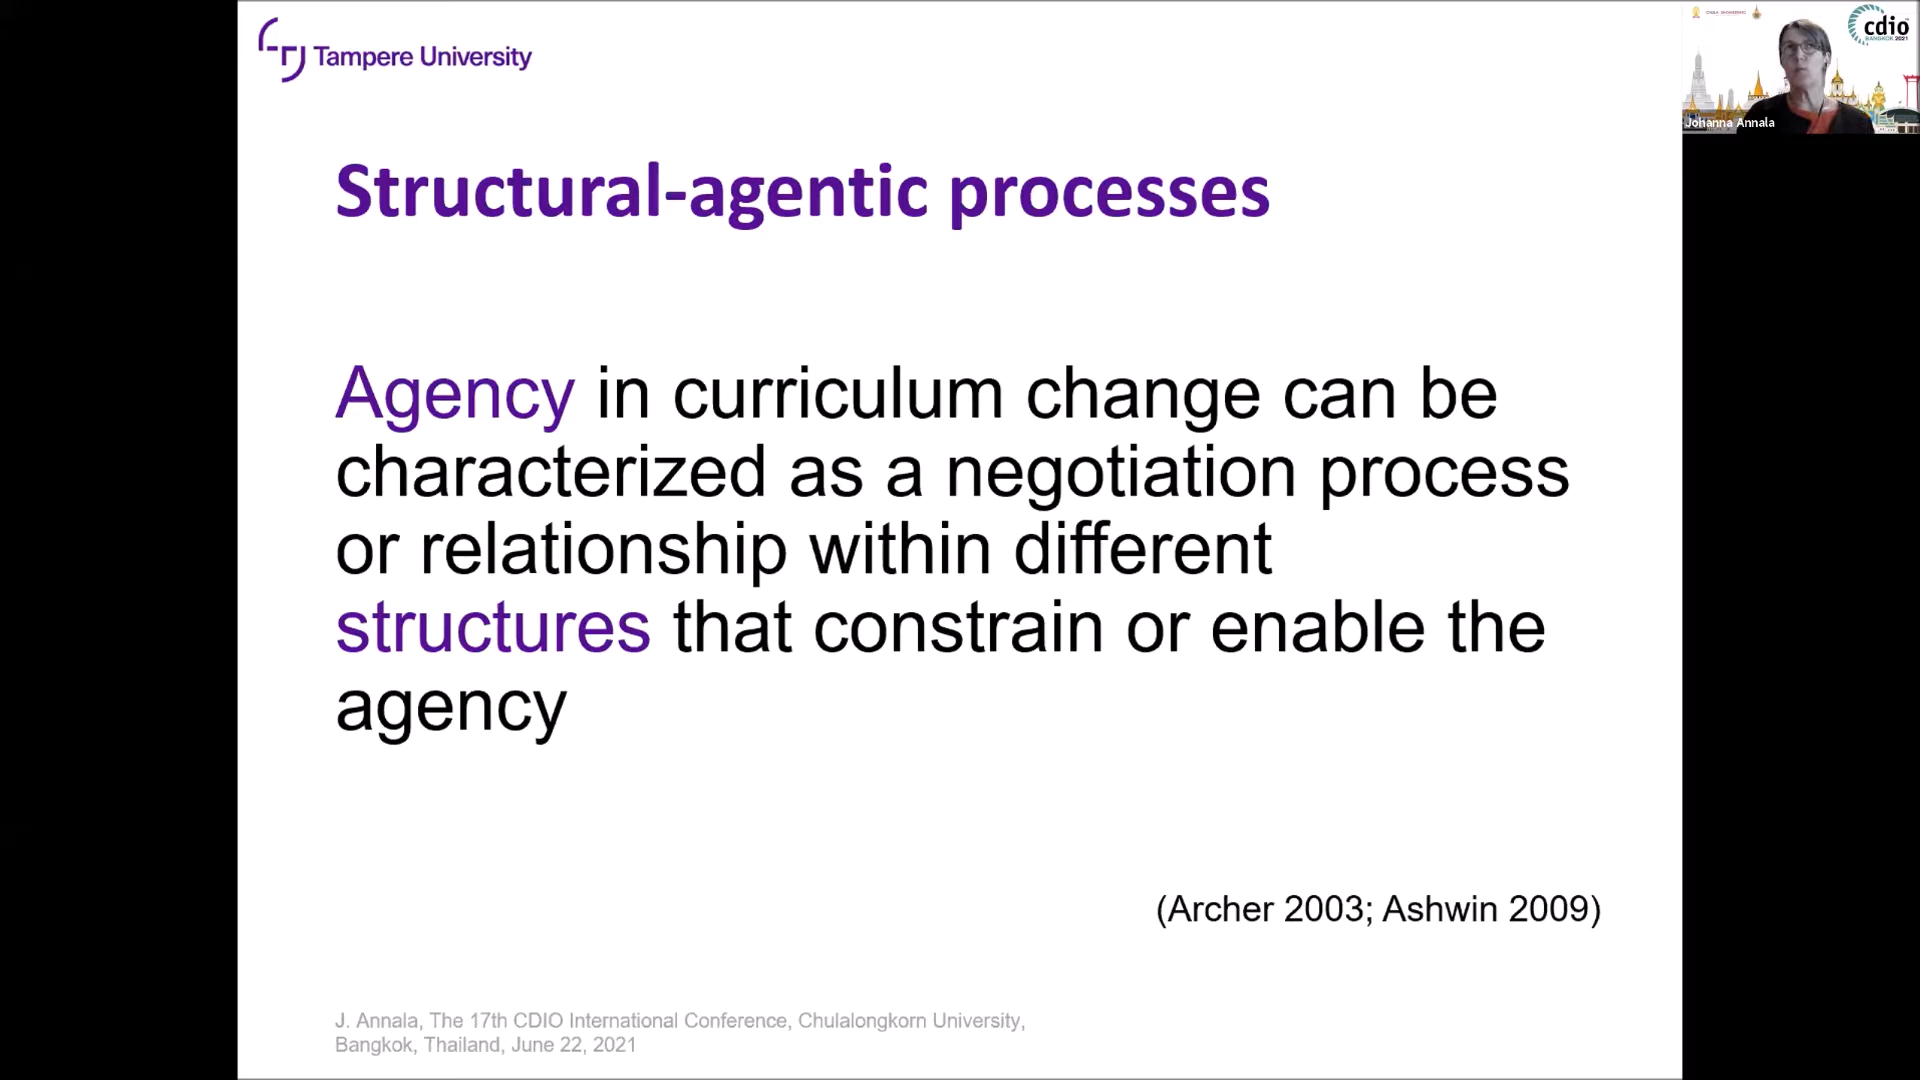 Tampere University
cdio
BANGKOK 2021
Johanna Annala
Structural-agentic processes
Agency in curriculum change can be
characterized as a negotiation process
or relationship within different
structures that constrain or enable the
agency
(Archer 2003; Ashwin 2009)
J. Annala, The 17th CDIO International Conference, Chulalongkorn University,
Bangkok, Thailand, June 22, 2021